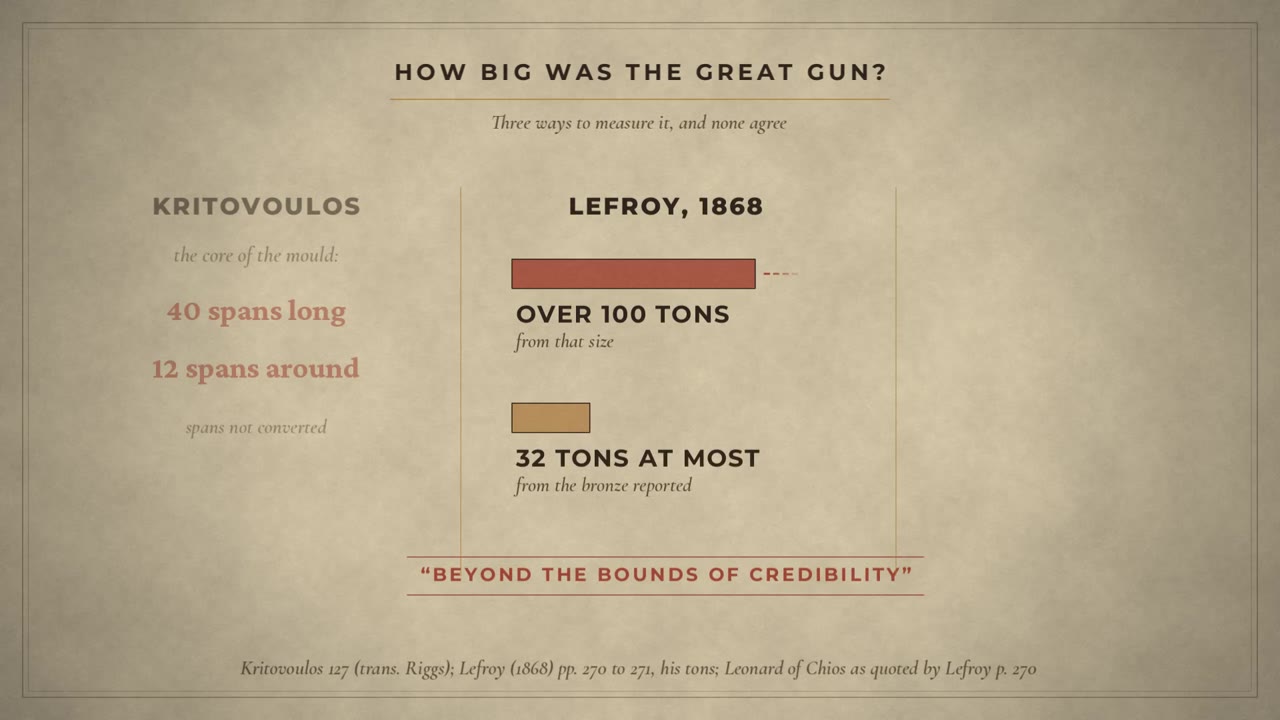 HOW BIG WAS THE GREAT GUN?
Three ways to measure it, and none agree
KRITOVOULOS
the core of the mould:
40 spans long
12 spans around
spans not converted
LEFROY, 1868
OVER 100 TONS
from that size
32 TONS AT MOST
from the bronze reported
“BEYOND THE BOUNDS OF CREDIBILITY”
Kritovoulos 127 (trans. Riggs); Lefroy (1868) pp. 270 to 271, his tons; Leonard of Chios as quoted by Lefroy p. 270